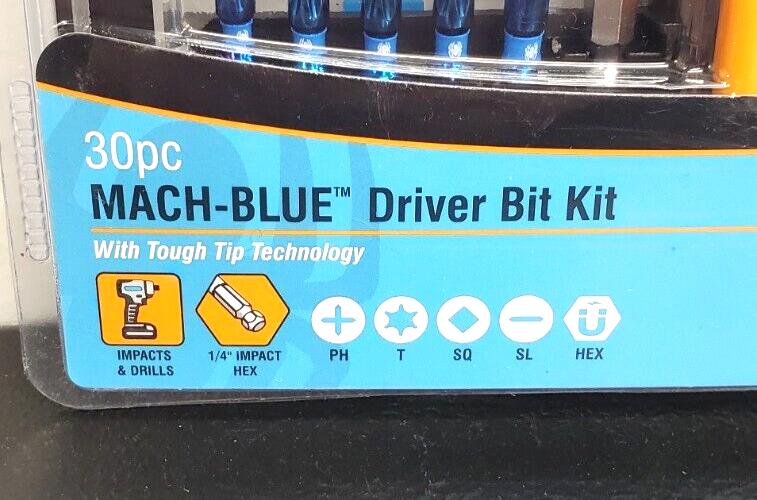 30pc
MACH-BLUE™ Driver Bit Kit
With Tough Tip Technology
IMPACTS
& DRILLS
1/4" IMPACT
HEX
PH
T
SQ
SL
HEX